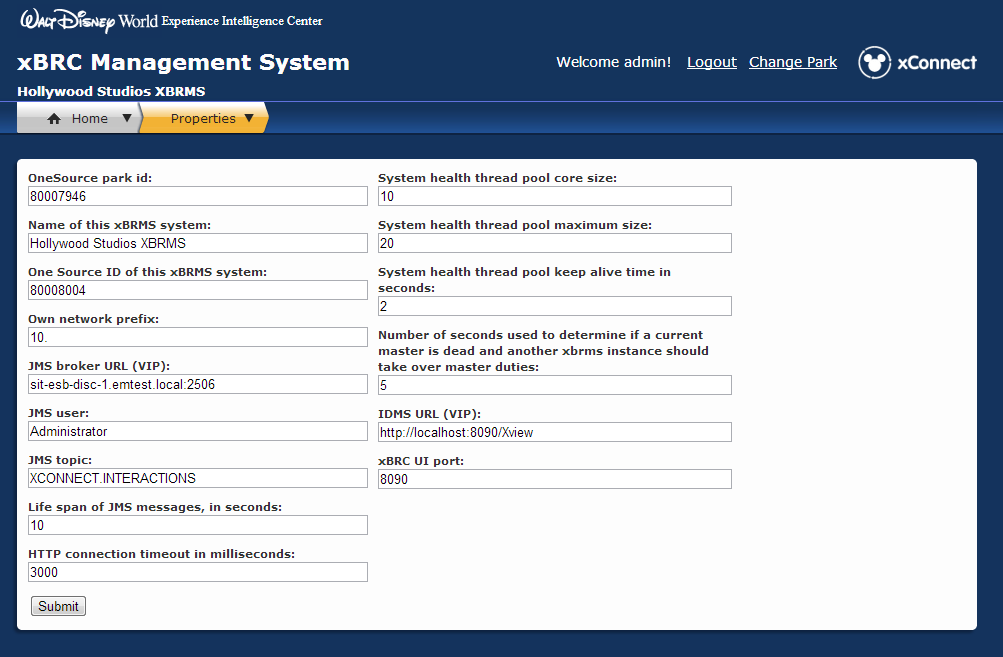 Walt Disney World Experience Intelligence Center
xBRC Management System
Welcome admin! Logout Change Park xConnect
Hollywood Studios XBRMS
Home ▼ Properties ▼
OneSource park id:
80007946
Name of this xBRMS system:
Hollywood Studios XBRMS
One Source ID of this xBRMS system:
80008004
Own network prefix:
10.
JMS broker URL (VIP):
sit-esb-disc-1.emtest.local:2506
JMS user:
Administrator
JMS topic:
XCONNECT.INTERACTIONS
Life span of JMS messages, in seconds:
10
HTTP connection timeout in milliseconds:
3000
Submit
System health thread pool core size:
10
System health thread pool maximum size:
20
System health thread pool keep alive time in
seconds:
2
Number of seconds used to determine if a current
master is dead and another xbrms instance should
take over master duties:
5
IDMS URL (VIP):
http://localhost:8090/Xview
xBRC UI port:
8090